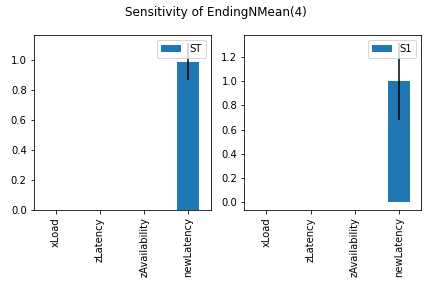 Sensitivity of EndingNMean(4)
ST
1.0
0.8
0.6
0.4
0.2
0.0
xLoad
zLatency
zAvailability
newLatency
S1
1.2
1.0
0.8
0.6
0.4
0.2
0.0
xLoad
zLatency
zAvailability
newLatency